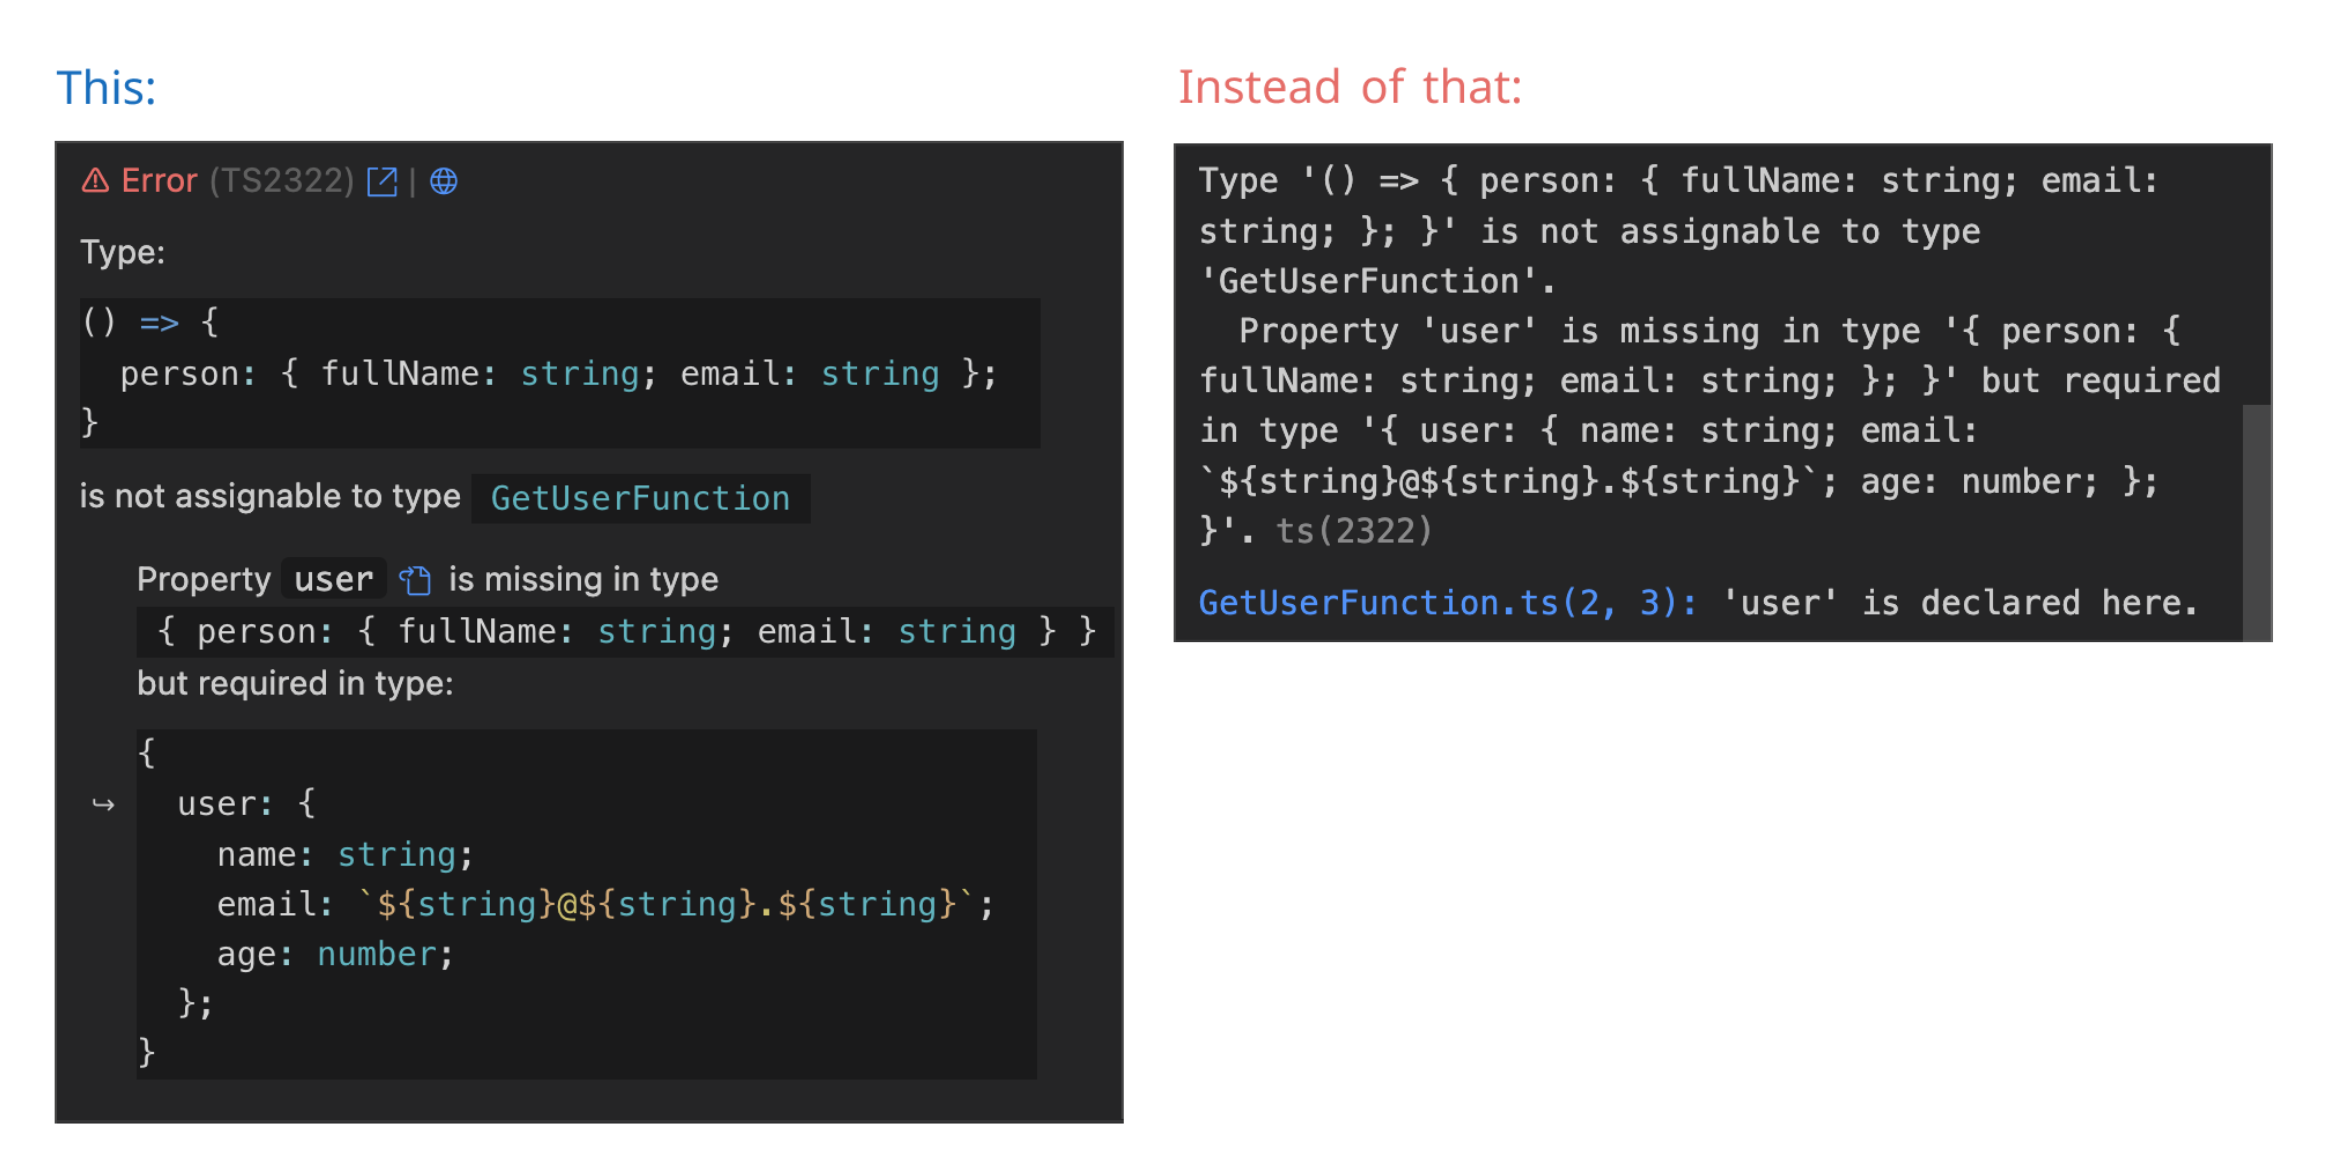 This:
Error (TS2322) |
Type:
() => {
  person: { fullName: string; email: string };
}
is not assignable to type GetUserFunction
Property user is missing in type
{ person: { fullName: string; email: string } }
but required in type:
{
↪   user: {
    name: string;
    email: `${string}@${string}.${string}`;
    age: number;
  };
}
Instead of that:
Type '() => { person: { fullName: string; email:
string; }; }' is not assignable to type
'GetUserFunction'.
  Property 'user' is missing in type '{ person: {
fullName: string; email: string; }; }' but required
in type '{ user: { name: string; email:
`${string}@${string}.${string}`; age: number; };
}'. ts(2322)
GetUserFunction.ts(2, 3): 'user' is declared here.